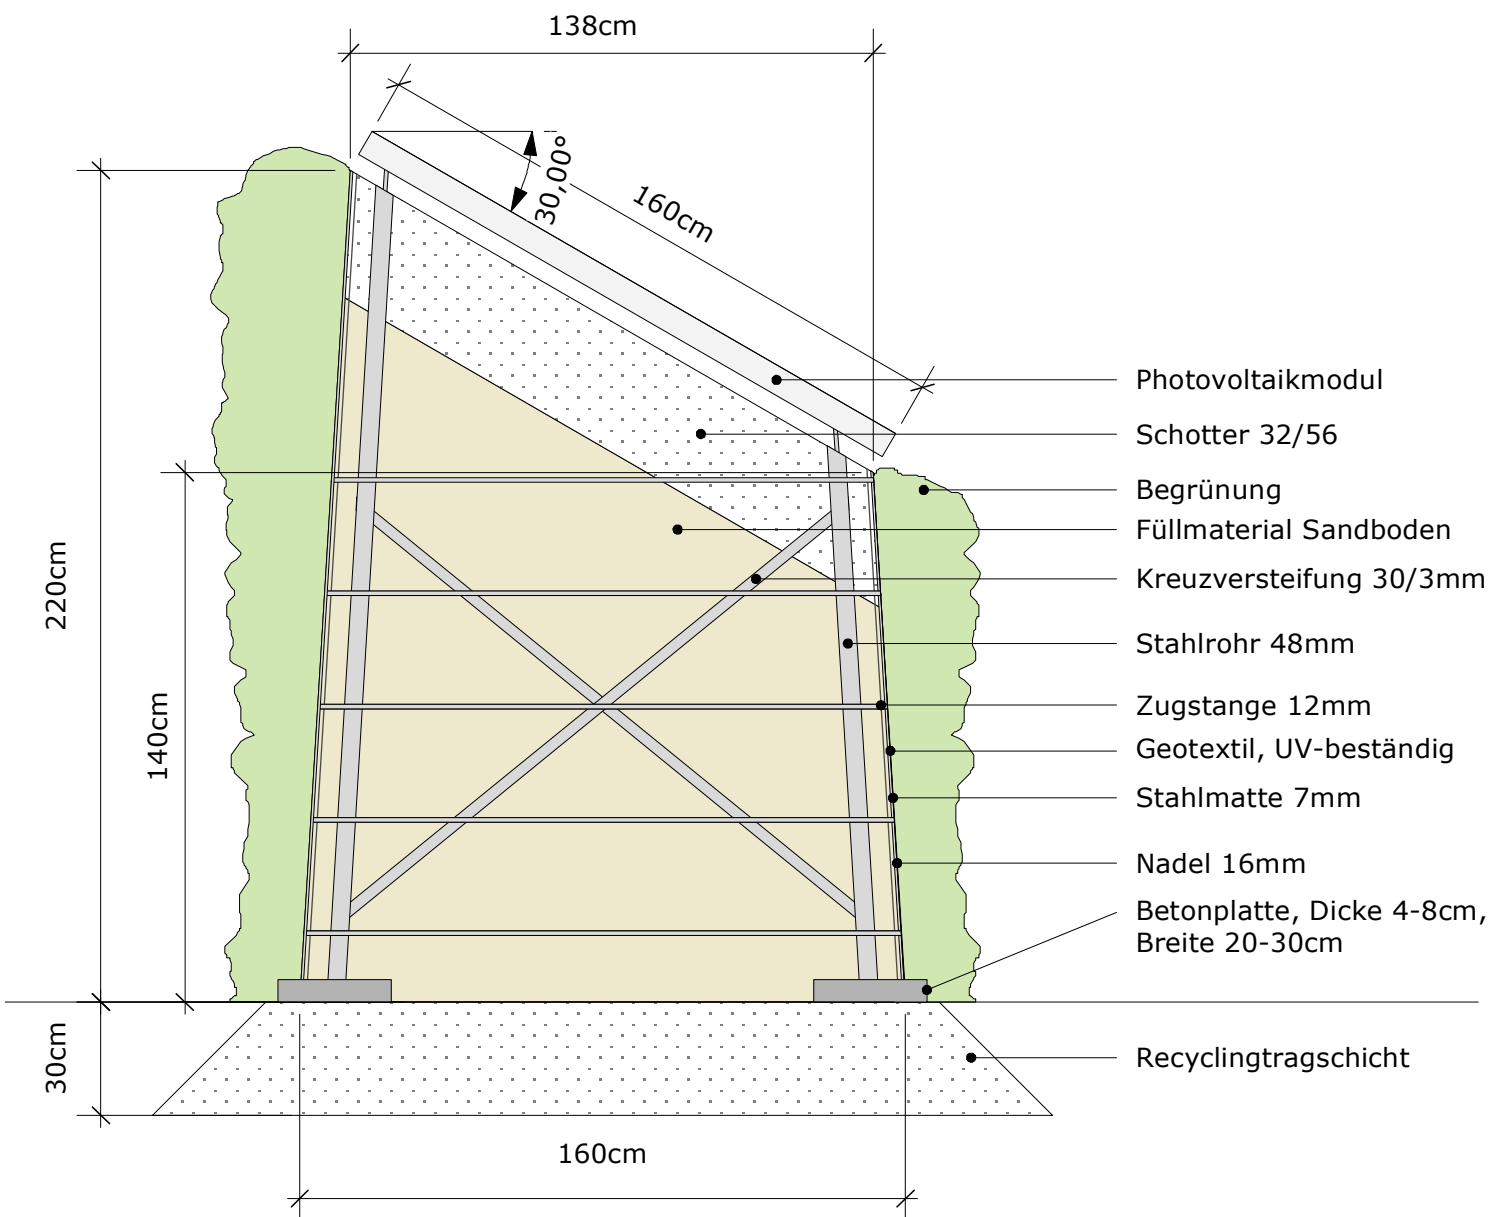 138cm
30,00°
160cm
Photovoltaikmodul
Schotter 32/56
Begrünung
Füllmaterial Sandboden
Kreuzversteifung 30/3mm
Stahlrohr 48mm
220cm
140cm
Zugstange 12mm
Geotextil, UV-beständig
Stahlmatte 7mm
Nadel 16mm
Betonplatte, Dicke 4-8cm,
Breite 20-30cm
30cm
Recyclingtragschicht
160cm